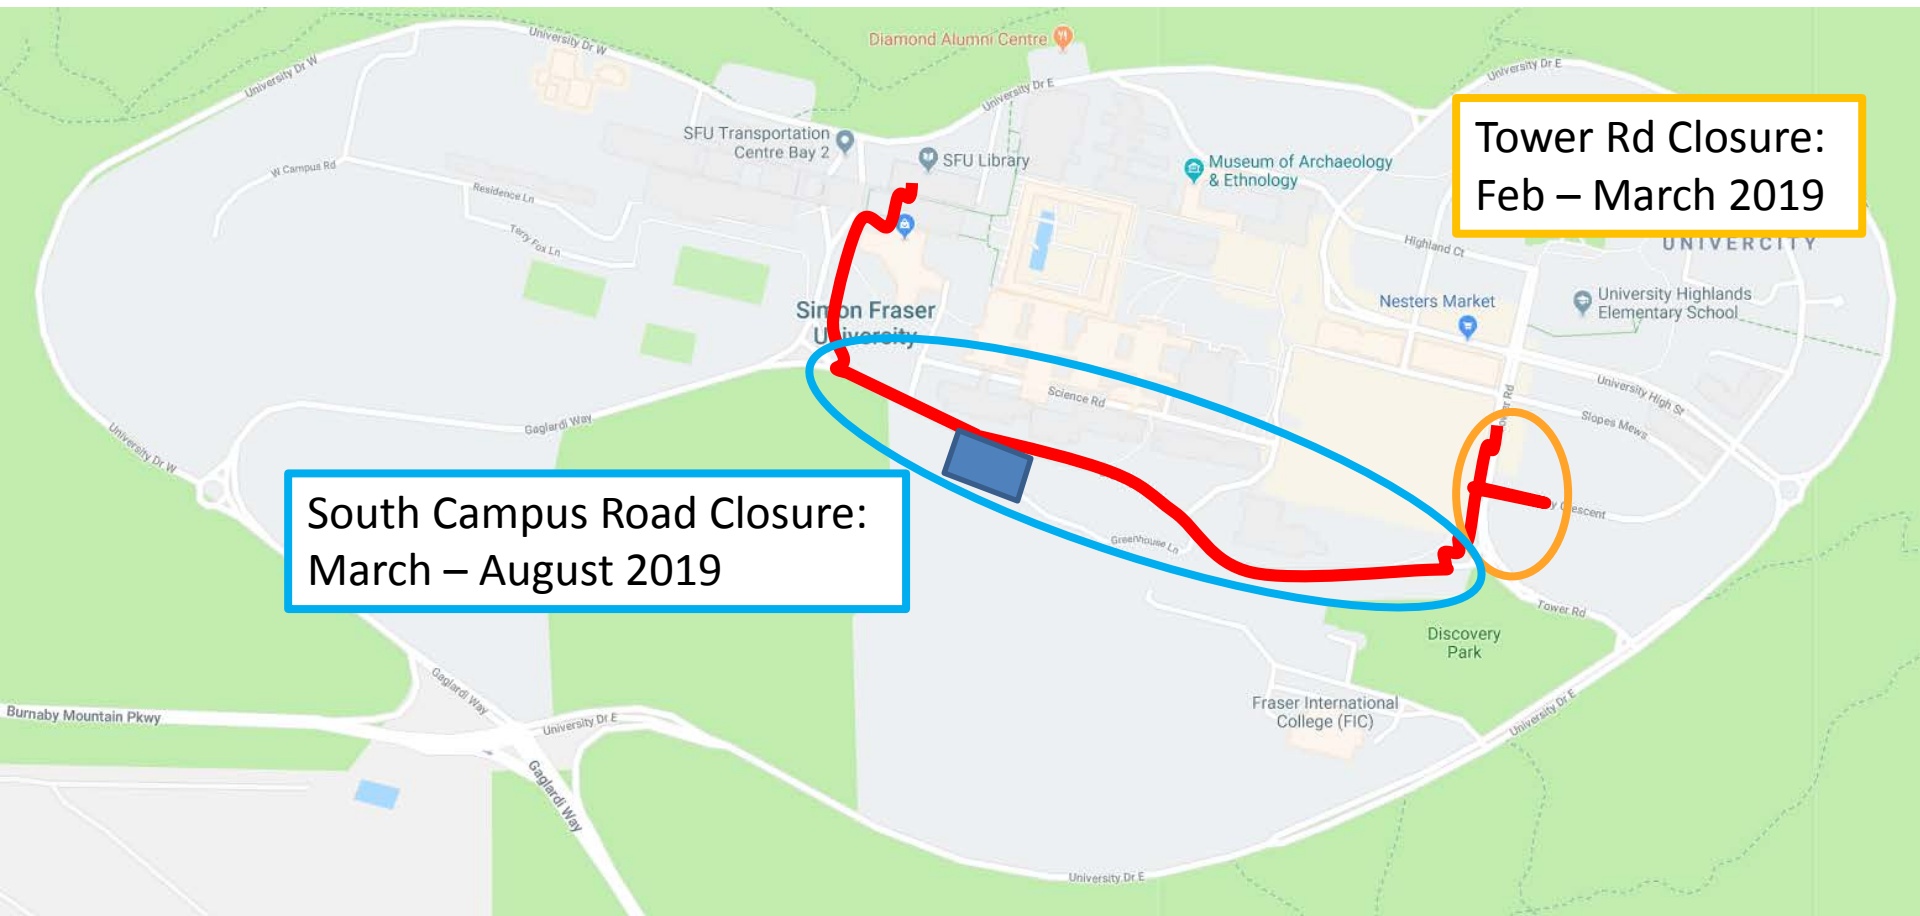 University Dr W
Diamond Alumni Centre
University Dr W
University Dr E
University Dr E
Tower Rd Closure:
Feb – March 2019
SFU Transportation
Centre Bay 2
SFU Library
Museum of Archaeology
& Ethnology
W Campus Rd
Residence Ln
Terry Fox Ln
Highland Ct
UNIVERCITY
Nesters Market
University Highlands
Elementary School
Simon Fraser
University
Science Rd
Tower Rd
University High St
Slopes Mews
Gaglardi Way
University Dr W
South Campus Road Closure:
March – August 2019
Crescent
Greenhouse Ln
Tower Rd
Discovery
Park
Gaglardi Way
Fraser International
College (FIC)
Burnaby Mountain Pkwy
University Dr E
University Dr E
Gaglardi Way
University Dr E